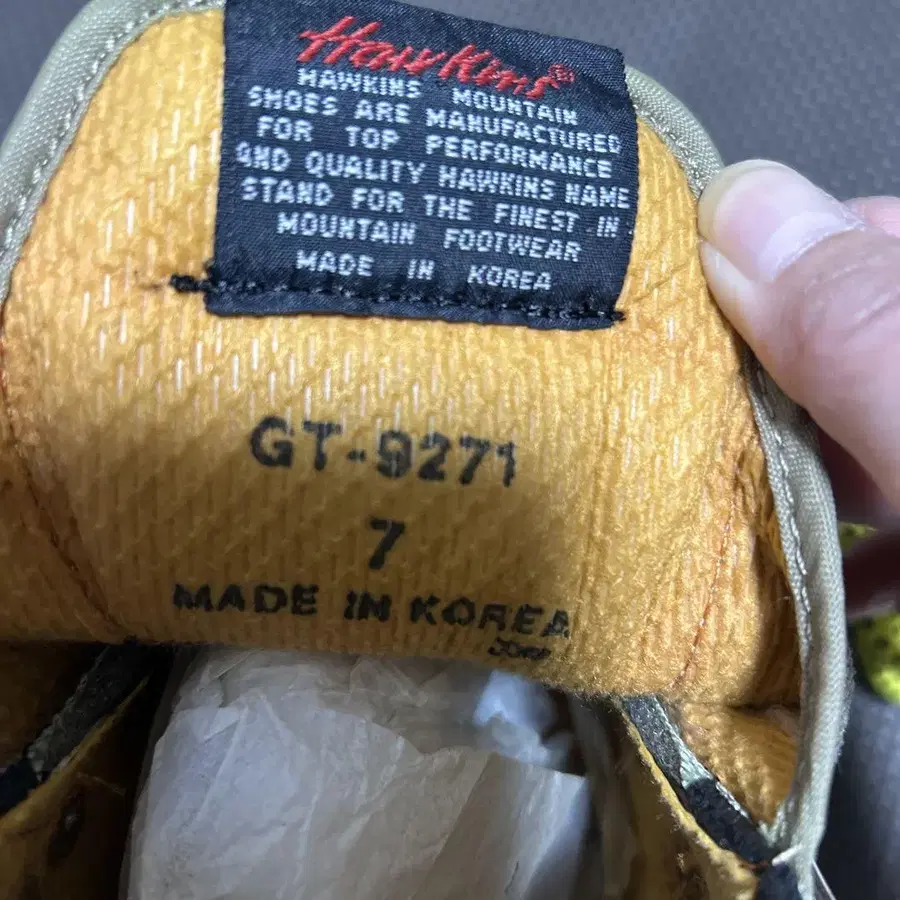 HawKins®
HAWKINS MOUNTAIN
SHOES ARE MANUFACTURED
FOR TOP PERFORMANCE
AND QUALITY HAWKINS NAME
STAND FOR THE FINEST IN
MOUNTAIN FOOTWEAR
MADE IN KOREA
GT-9271
7
MADE IN KOREA